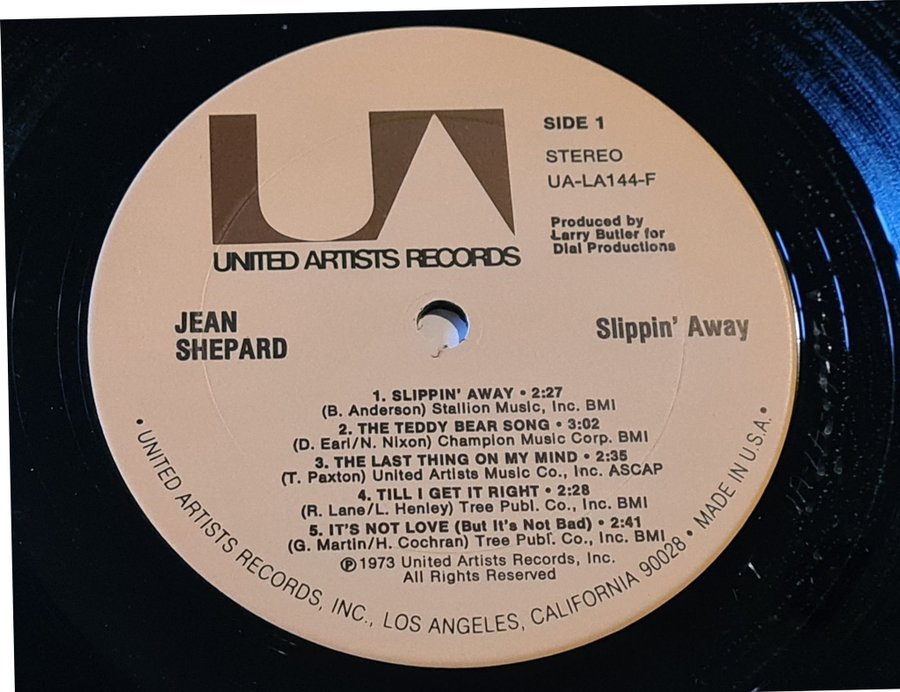 UA
UNITED ARTISTS RECORDS
SIDE 1
STEREO
UA-LA144-F
Produced by
Larry Butler for
Dial Productions
JEAN
SHEPARD
Slippin' Away
1. SLIPPIN' AWAY • 2:27
(B. Anderson) Stallion Music, Inc. BMI
2. THE TEDDY BEAR SONG • 3:02
(D. Earl/N. Nixon) Champion Music Corp. BMI
3. THE LAST THING ON MY MIND • 2:35
(T. Paxton) United Artists Music Co., Inc. ASCAP
4. TILL I GET IT RIGHT • 2:28
(R. Lane/L. Henley) Tree Publ. Co., Inc. BMI
5. IT'S NOT LOVE (But It's Not Bad) • 2:41
(G. Martin/H. Cochran) Tree Publ. Co., Inc. BMI
℗ 1973 United Artists Records, Inc.
All Rights Reserved
• UNITED ARTISTS RECORDS, INC., LOS ANGELES, CALIFORNIA 90028 • MADE IN U.S.A. •